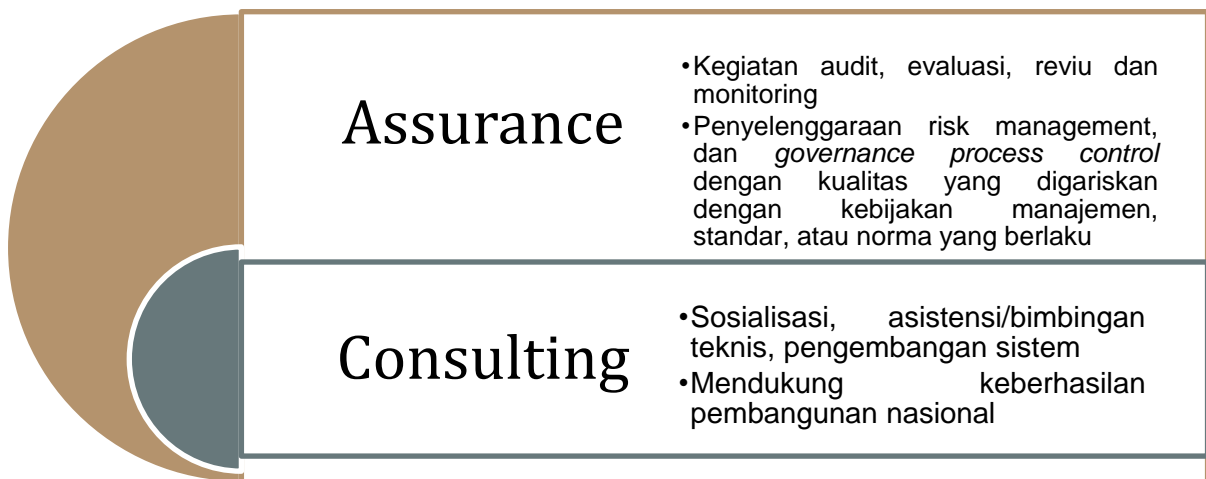 Assurance
•Kegiatan audit, evaluasi, reviu dan
monitoring
•Penyelenggaraan risk management,
dan governance process control
dengan kualitas yang digariskan
dengan kebijakan manajemen,
standar, atau norma yang berlaku
Consulting
•Sosialisasi, asistensi/bimbingan
teknis, pengembangan sistem
•Mendukung keberhasilan
pembangunan nasional